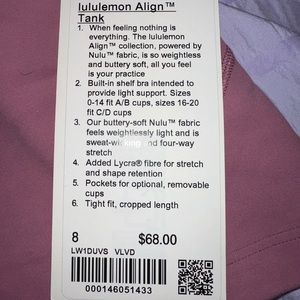 lululemon Align™
Tank
1. When feeling nothing is
everything. The lululemon
Align™ collection, powered by
Nulu™ fabric, is so weightless
and buttery soft, all you feel
is your practice
2. Built-in shelf bra intended to
provide light support. Sizes
0-14 fit A/B cups, sizes 16-20
fit C/D cups
3. Our buttery-soft Nulu™ fabric
feels weightlessly light and is
sweat-wicking and four-way
stretch
4. Added Lycra® fibre for stretch
and shape retention
5. Pockets for optional, removable
cups
6. Tight fit, cropped length
8 $68.00
LW1DUVS VLVD
000146051433